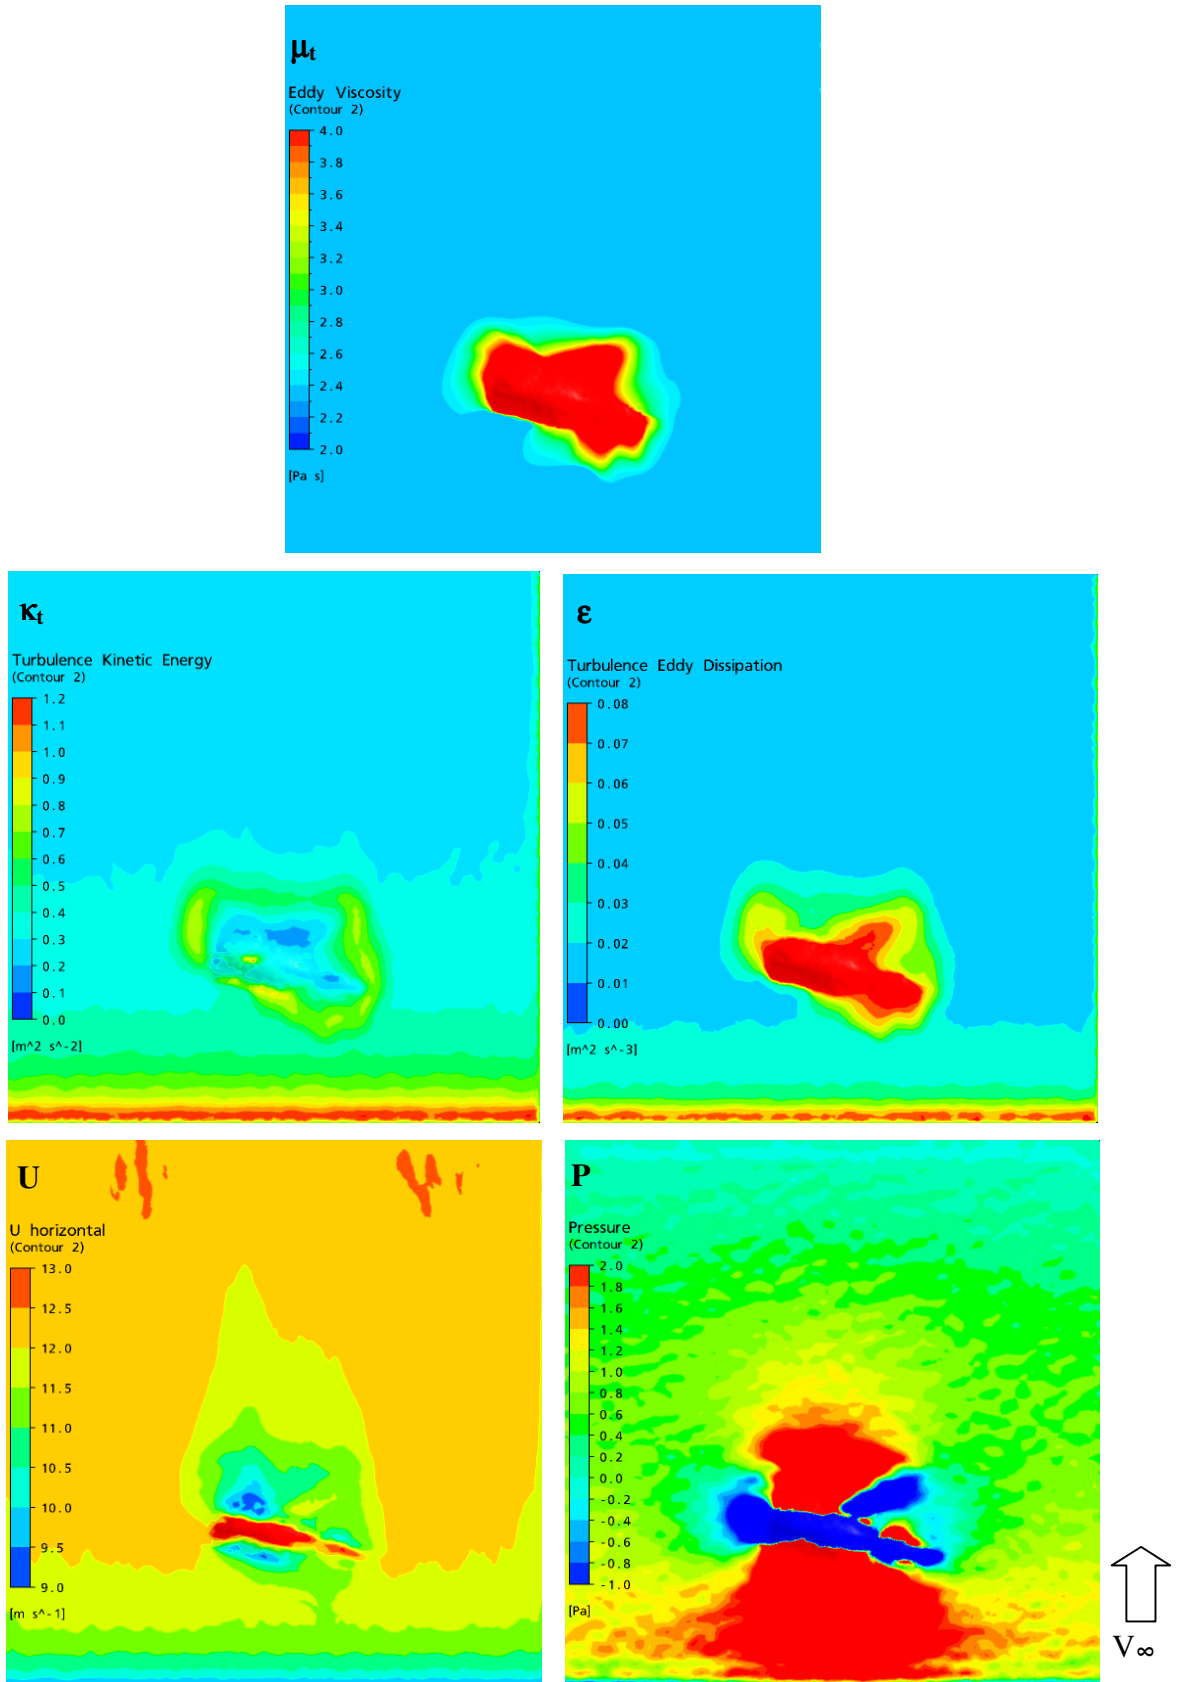 μt
Eddy Viscosity
(Contour 2)
4.0
3.8
3.6
3.4
3.2
3.0
2.8
2.6
2.4
2.2
2.0
[Pa s]
κt
Turbulence Kinetic Energy
(Contour 2)
1.2
1.1
1.0
0.9
0.8
0.7
0.6
0.5
0.4
0.3
0.2
0.1
0.0
[m^2 s^-2]
ε
Turbulence Eddy Dissipation
(Contour 2)
0.08
0.07
0.06
0.05
0.04
0.03
0.02
0.01
0.00
[m^2 s^-3]
U
U horizontal
(Contour 2)
13.0
12.5
12.0
11.5
11.0
10.5
10.0
9.5
9.0
[m s^-1]
P
Pressure
(Contour 2)
2.0
1.8
1.6
1.4
1.2
1.0
0.8
0.6
0.4
0.2
0.0
-0.2
-0.4
-0.6
-0.8
-1.0
[Pa]
V∞